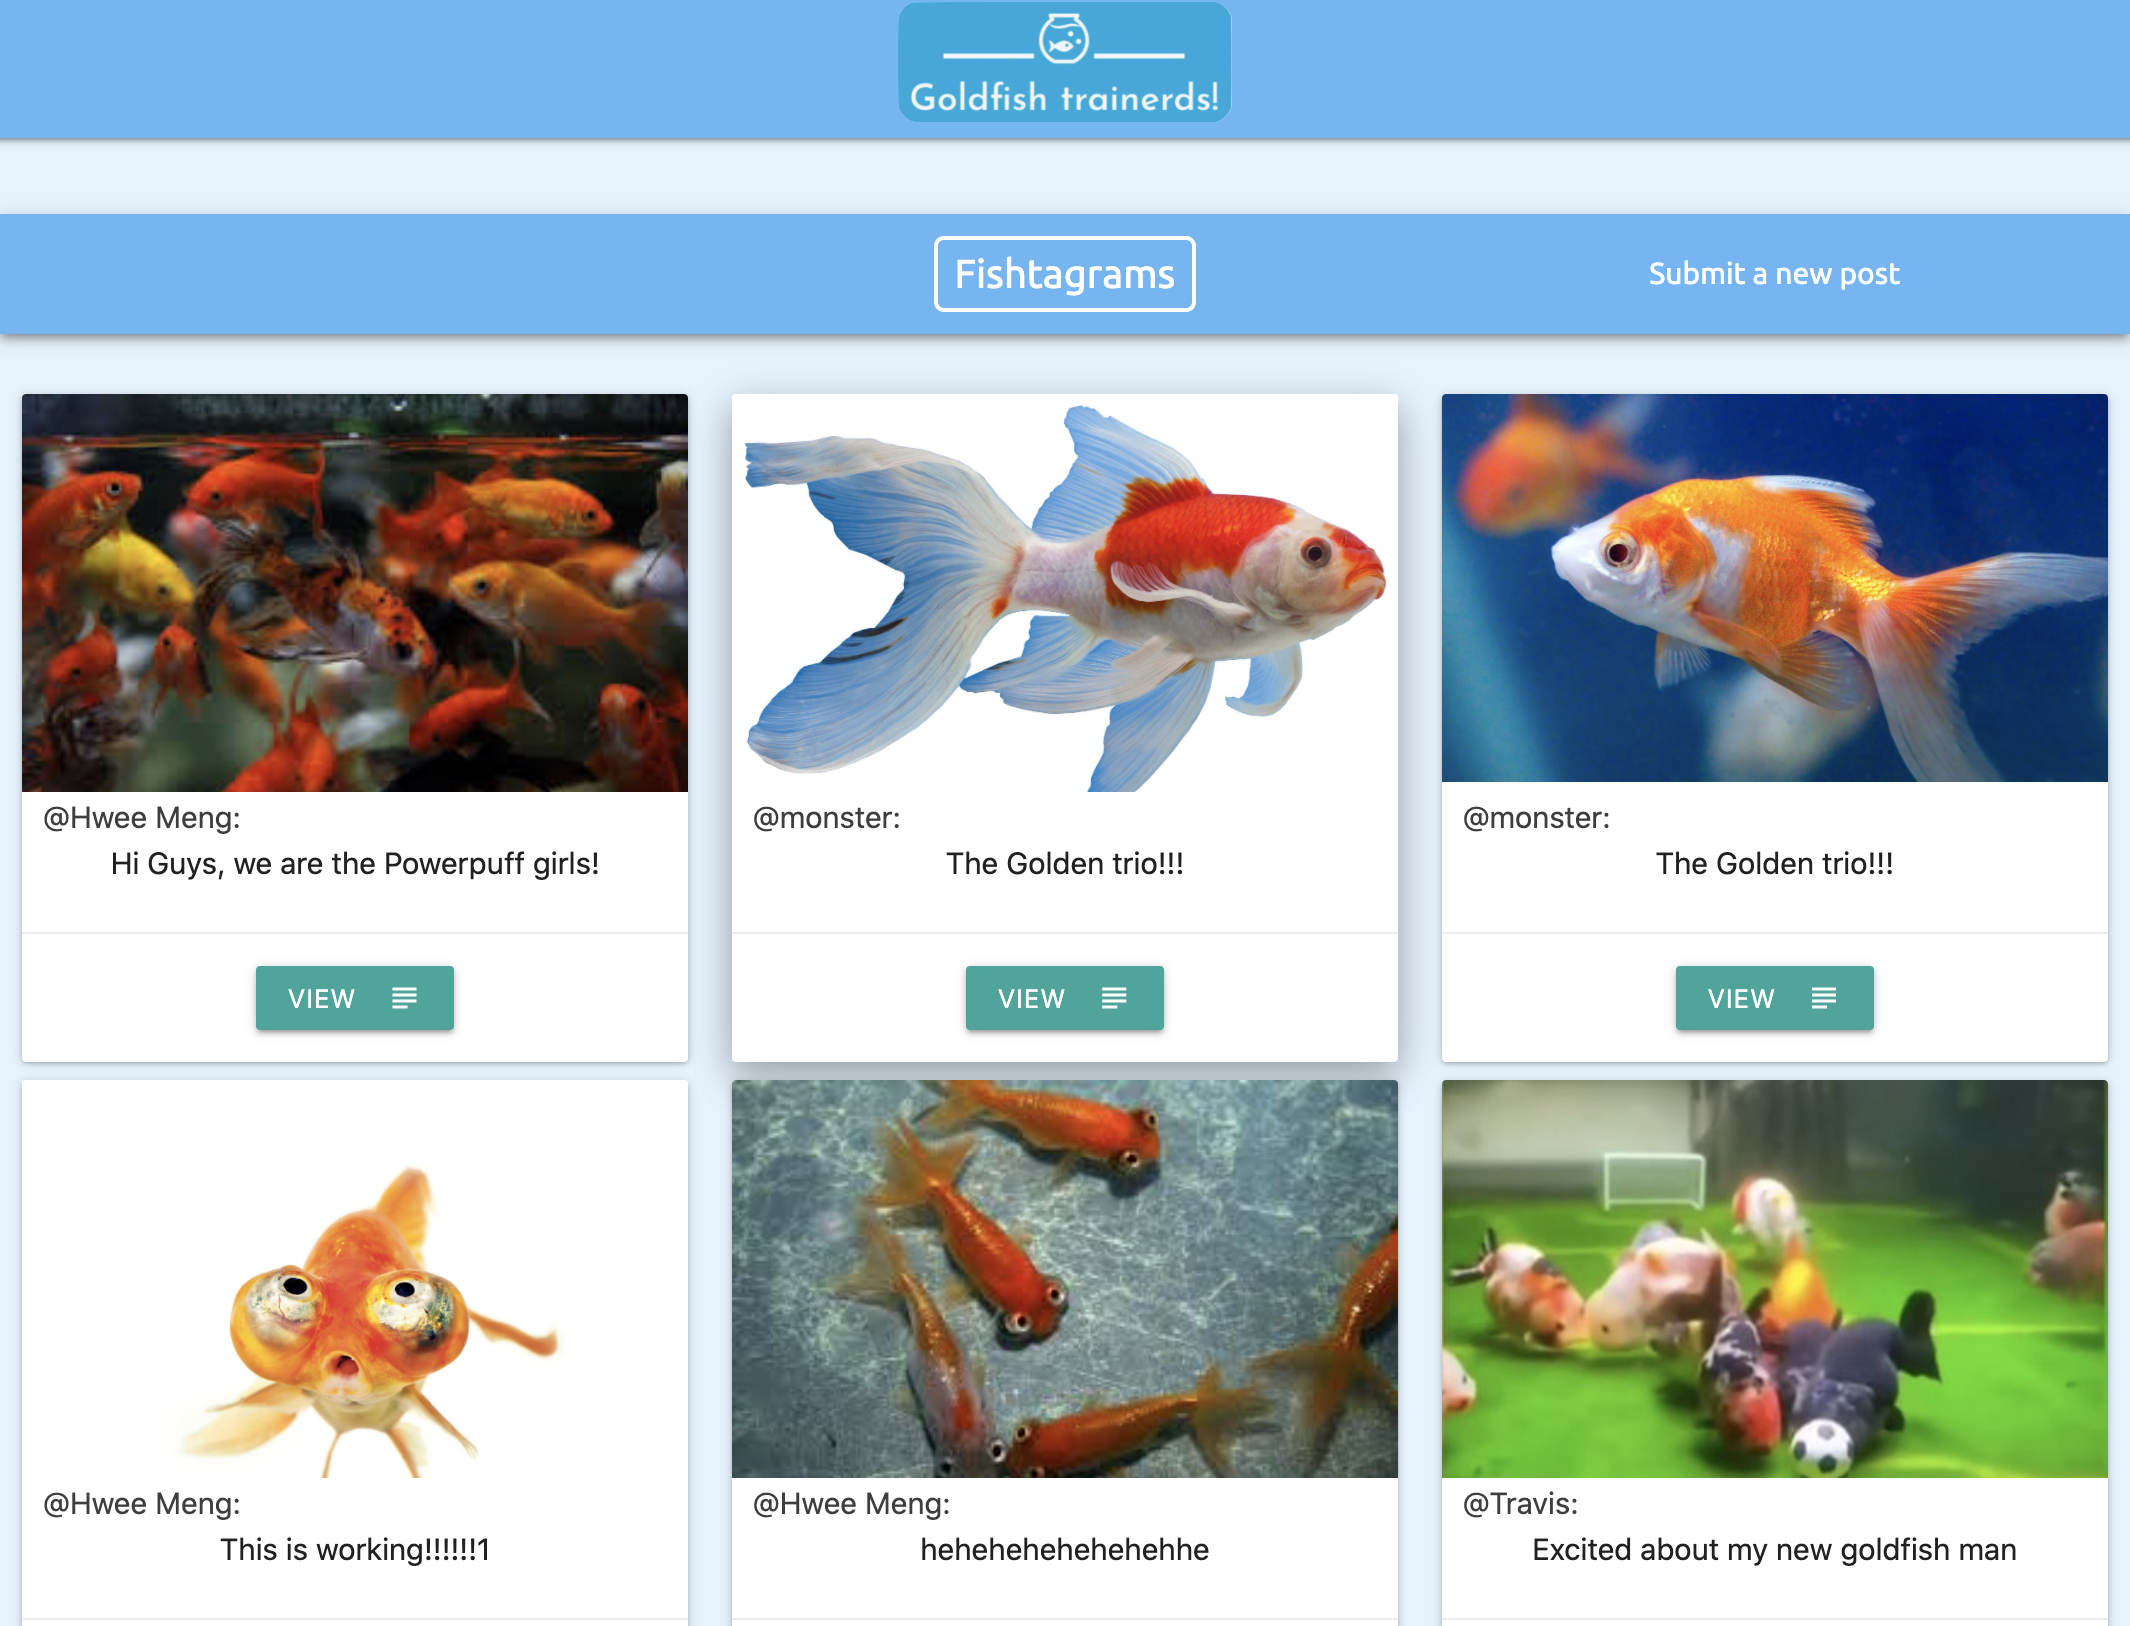 Goldfish trainerds!
Fishtagrams
Submit a new post
@Hwee Meng:
Hi Guys, we are the Powerpuff girls!
VIEW
@monster:
The Golden trio!!!
VIEW
@monster:
The Golden trio!!!
VIEW
@Hwee Meng:
This is working!!!!!!1
@Hwee Meng:
hehehehehehehehhe
@Travis:
Excited about my new goldfish man